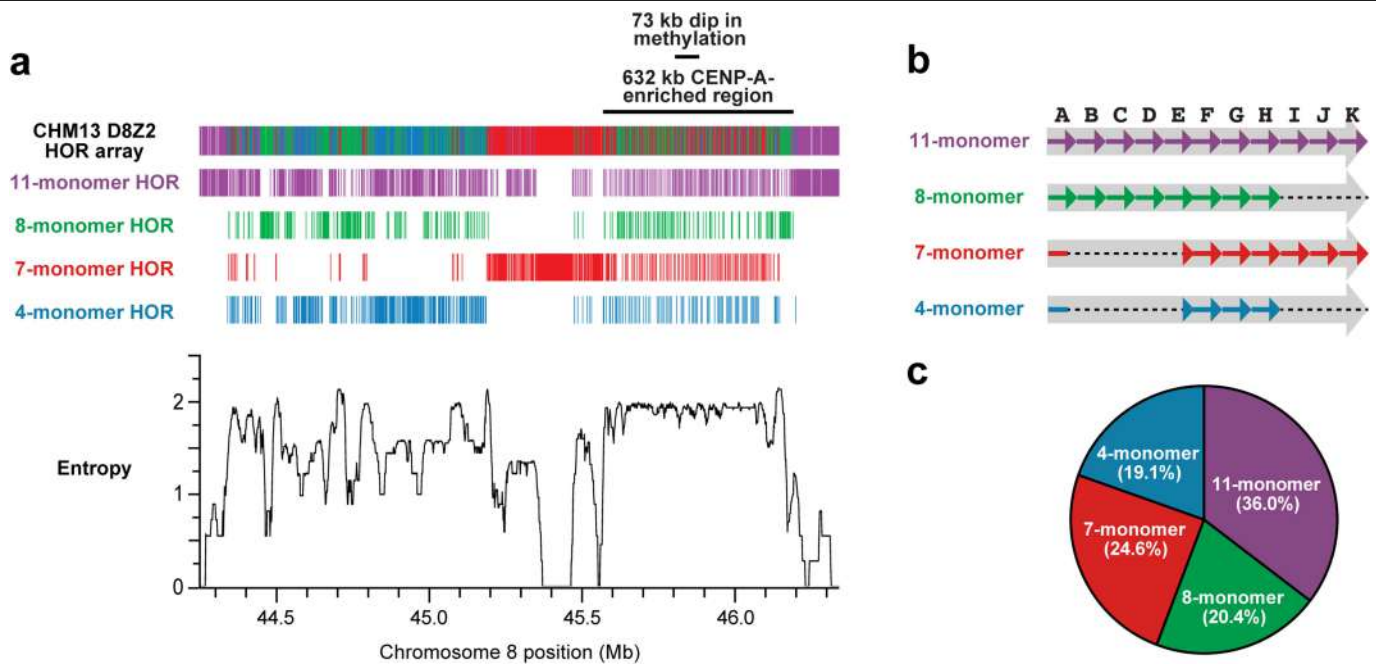 a
73 kb dip in
methylation
632 kb CENP-A-
enriched region
CHM13 D8Z2
HOR array
11-monomer HOR
8-monomer HOR
7-monomer HOR
4-monomer HOR
Entropy
2
1
0
44.5 45.0 45.5 46.0
Chromosome 8 position (Mb)
b
A B C D E F G H I J K
11-monomer
8-monomer
7-monomer
4-monomer
c
4-monomer
(19.1%)
11-monomer
(36.0%)
7-monomer
(24.6%)
8-monomer
(20.4%)